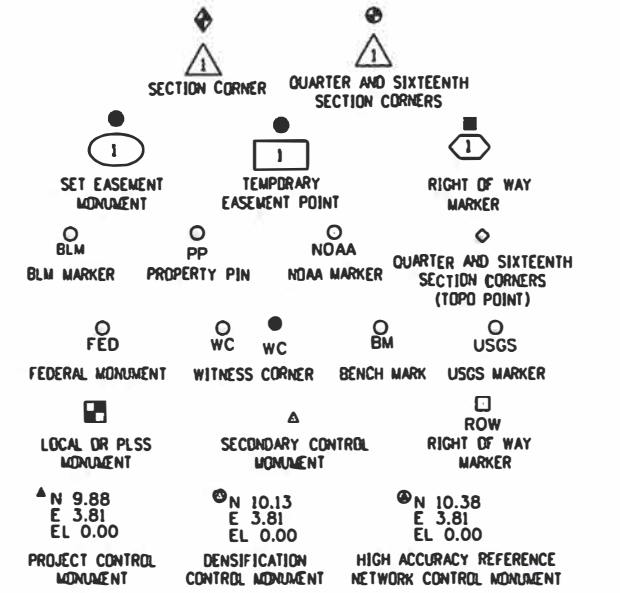 1
1
SECTION CORNER
QUARTER AND SIXTEENTH
SECTION CORNERS
1
1
1
SET EASEMENT
MONUMENT
TEMPORARY
EASEMENT POINT
RIGHT OF WAY
MARKER
BLM
PP
NOAA
BLM MARKER
PROPERTY PIN
NOAA MARKER
QUARTER AND SIXTEENTH
SECTION CORNERS
(TOPO POINT)
FED
WC
WC
BM
USGS
FEDERAL MONUMENT
WITNESS CORNER
BENCH MARK
USGS MARKER
ROW
LOCAL OR PLSS
MONUMENT
SECONDARY CONTROL
MONUMENT
RIGHT OF WAY
MARKER
N 9.88
E 3.81
EL 0.00
N 10.13
E 3.81
EL 0.00
N 10.38
E 3.81
EL 0.00
PROJECT CONTROL
MONUMENT
DENSIFICATION
CONTROL MONUMENT
HIGH ACCURACY REFERENCE
NETWORK CONTROL MONUMENT